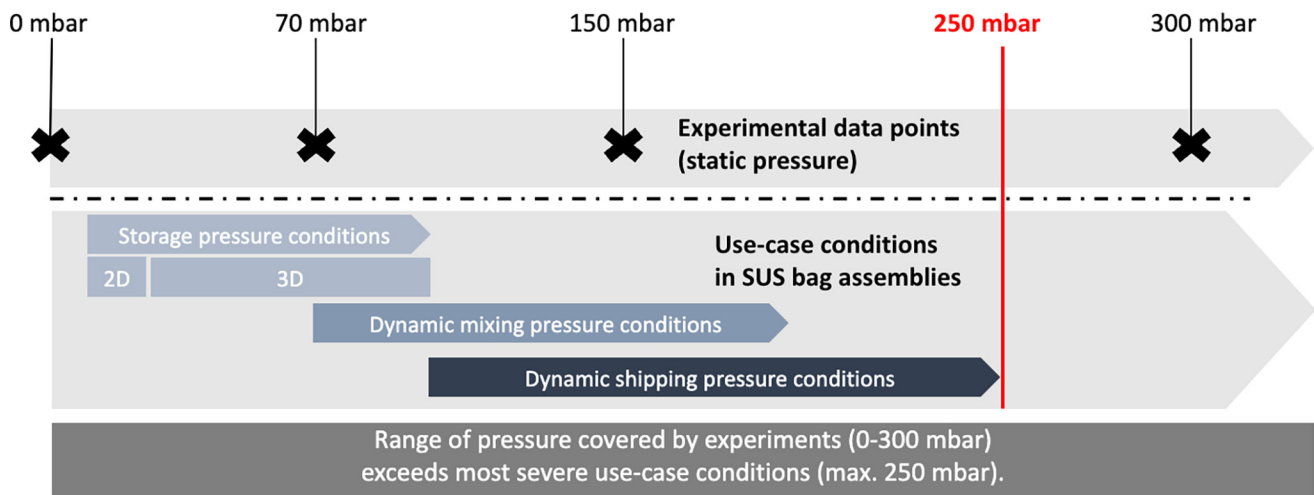 0 mbar 70 mbar 150 mbar 250 mbar 300 mbar
Experimental data points
(static pressure)
Storage pressure conditions
2D 3D
Use-case conditions
in SUS bag assemblies
Dynamic mixing pressure conditions
Dynamic shipping pressure conditions
Range of pressure covered by experiments (0-300 mbar)
exceeds most severe use-case conditions (max. 250 mbar).